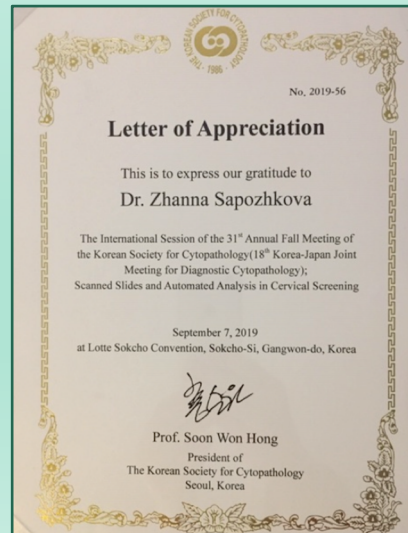 THE KOREAN SOCIETY FOR CYTOPATHOLOGY
· 1986 ·
No. 2019-56
Letter of Appreciation
This is to express our gratitude to
Dr. Zhanna Sapozhkova
The International Session of the 31st Annual Fall Meeting of
the Korean Society for Cytopathology(18th Korea-Japan Joint
Meeting for Diagnostic Cytopathology);
Scanned Slides and Automated Analysis in Cervical Screening
September 7, 2019
at Lotte Sokcho Convention, Sokcho-Si, Gangwon-do, Korea
Prof. Soon Won Hong
President of
The Korean Society for Cytopathology
Seoul, Korea